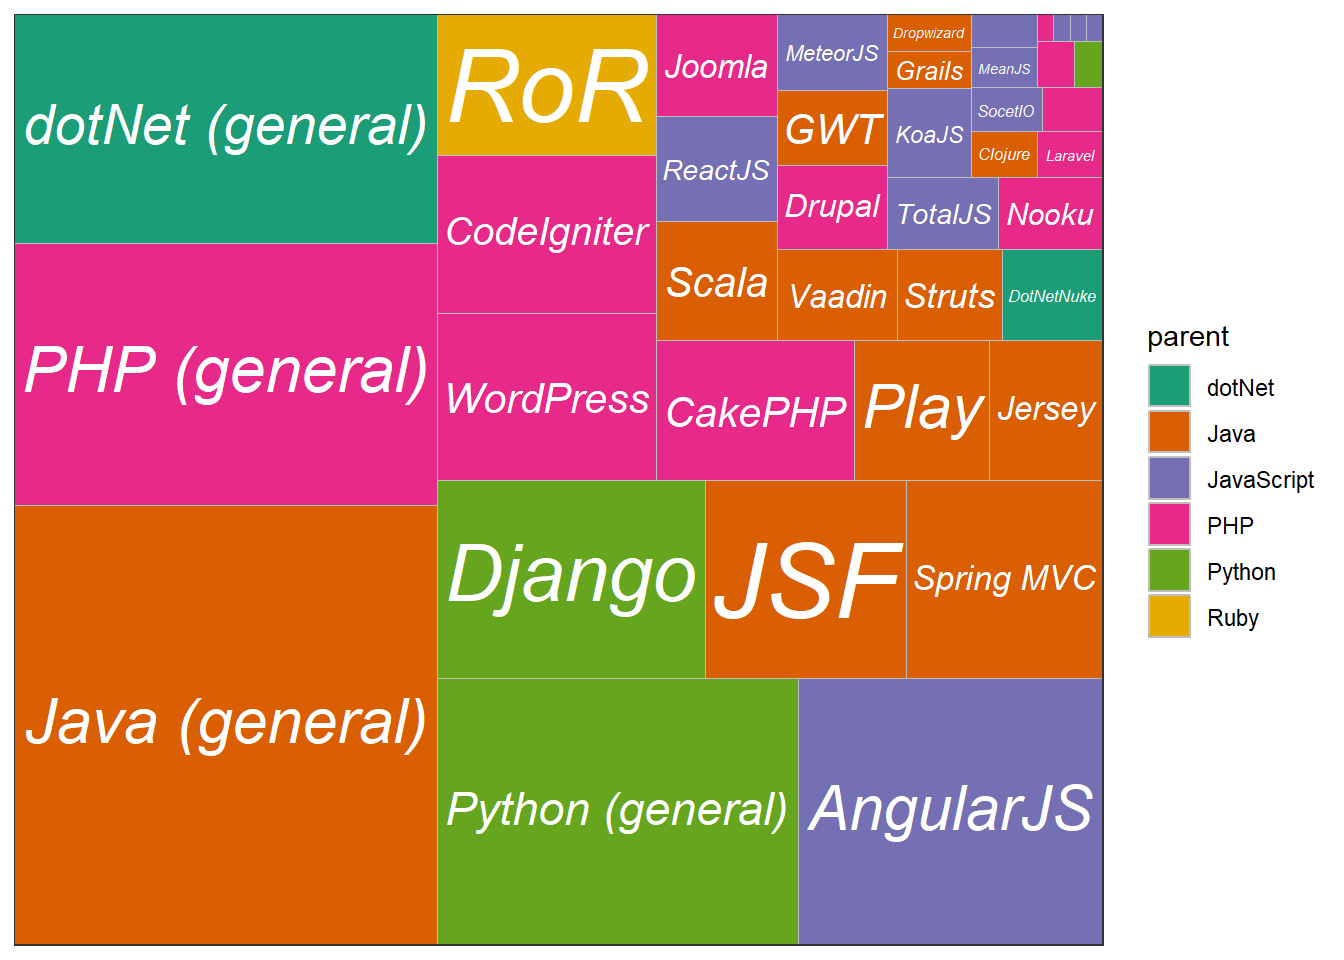 dotNet (general)
PHP (general)
Java (general)
RoR
CodeIgniter
WordPress
Joomla
ReactJS
Scala
MeteorJS
GWT
Drupal
Dropwizard
Grails
KoaJS
MeanJS
SocetIO
Clojure
Laravel
TotalJS
Nooku
Vaadin
Struts
DotNetNuke
CakePHP
Play
Jersey
Django
JSF
Spring MVC
Python (general)
AngularJS
parent
dotNet
Java
JavaScript
PHP
Python
Ruby